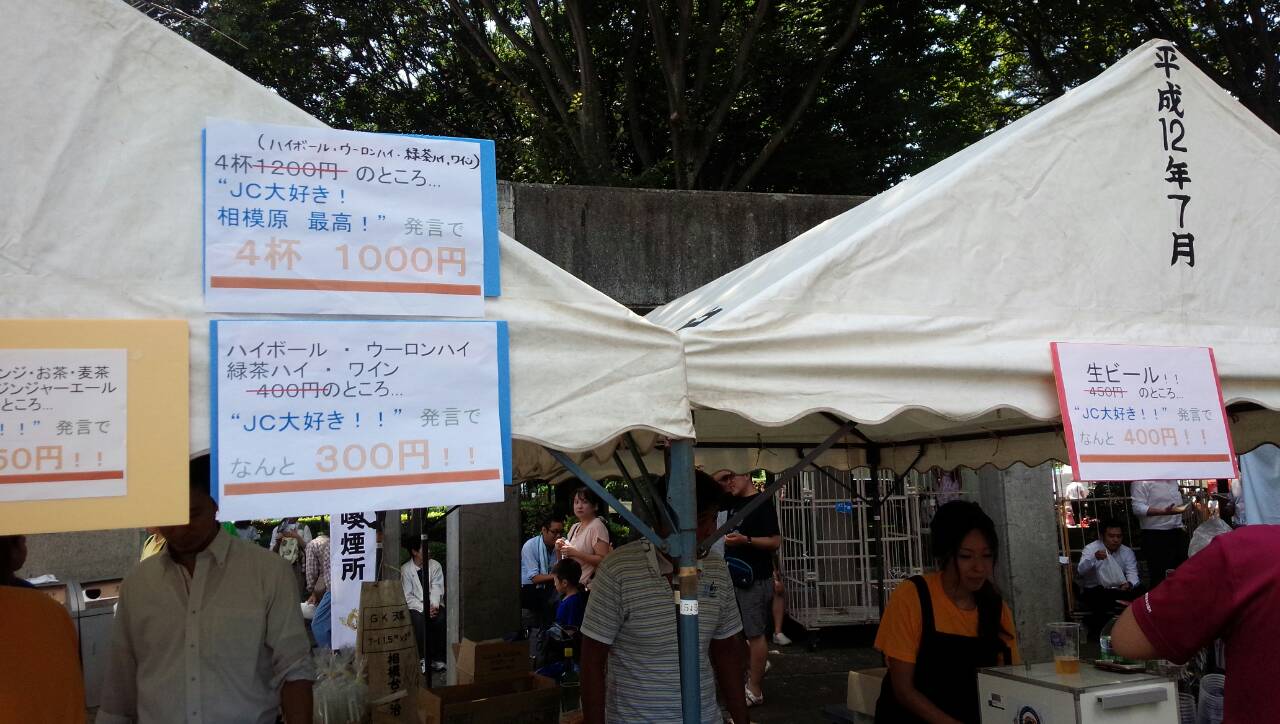 (ハイボール・ウーロンハイ・緑茶ハイ、ワイン)
4杯1200円 のところ…
“JC大好き!
相模原 最高!” 発言で
4杯 1000円
ハイボール ・ ウーロンハイ
緑茶ハイ ・ ワイン
400円のところ…
“JC大好き!!” 発言で
なんと 300円!!
ンジ・お茶・麦茶
ジンジャーエール
ところ…
!!” 発言で
50円!!
平成12年7月
生ビール!!
450円 のところ…
“JC大好き!!” 発言で
なんと 400円!!
喫煙所